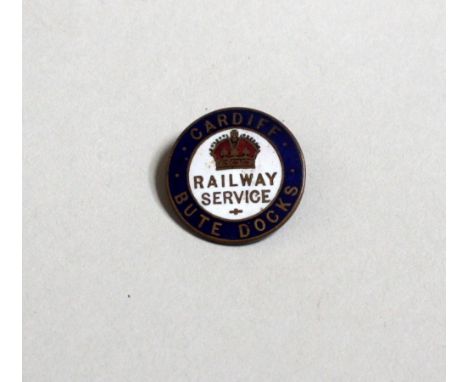 CARDIFF
RAILWAY
SERVICE
BUTE DOCKS